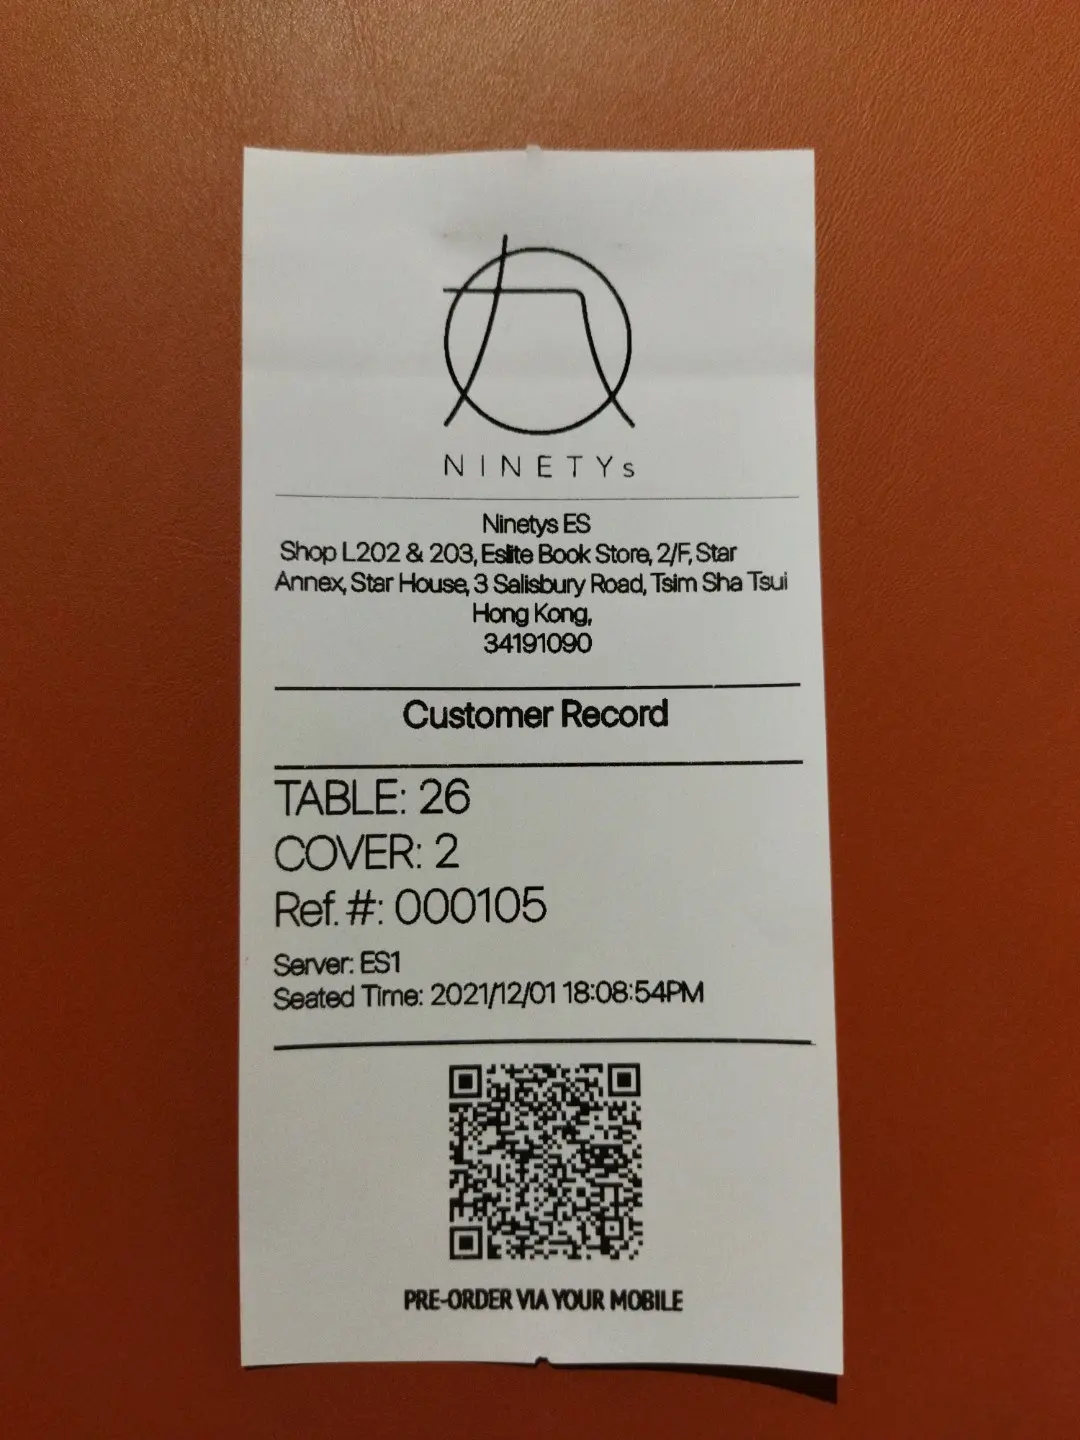 NINETYs
Ninetys ES
Shop L202 & 203, Eslite Book Store, 2/F, Star
Annex, Star House, 3 Salisbury Road, Tsim Sha Tsui
Hong Kong,
34191090
Customer Record
TABLE: 26
COVER: 2
Ref. #: 000105
Server: ES1
Seated Time: 2021/12/01 18:08:54PM
PRE-ORDER VIA YOUR MOBILE